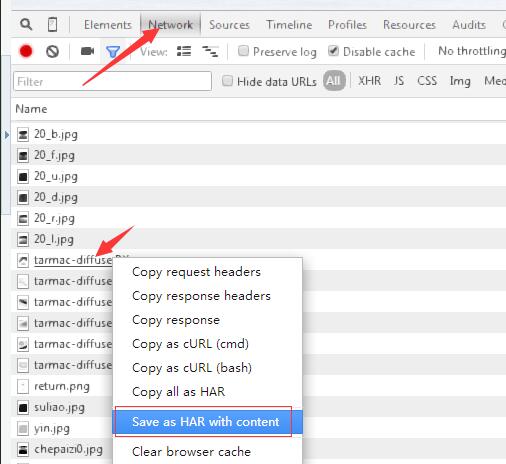 Elements Network Sources Timeline Profiles Resources Audits
View: Preserve log Disable cache No throttling
Filter Hide data URLs All XHR JS CSS Img
Name
20_b.jpg
20_f.jpg
20_u.jpg
20_d.jpg
20_r.jpg
20_l.jpg
tarmac-diffuse
Copy request headers
tarmac-diffuse
Copy response headers
tarmac-diffuse
Copy response
tarmac-diffuse
Copy as cURL (cmd)
tarmac-diffuse
Copy as cURL (bash)
tarmac-diffuse
return.png
Copy all as HAR
suliao.jpg
Save as HAR with content
yin.jpg
chepaizi0.jpg
Clear browser cache